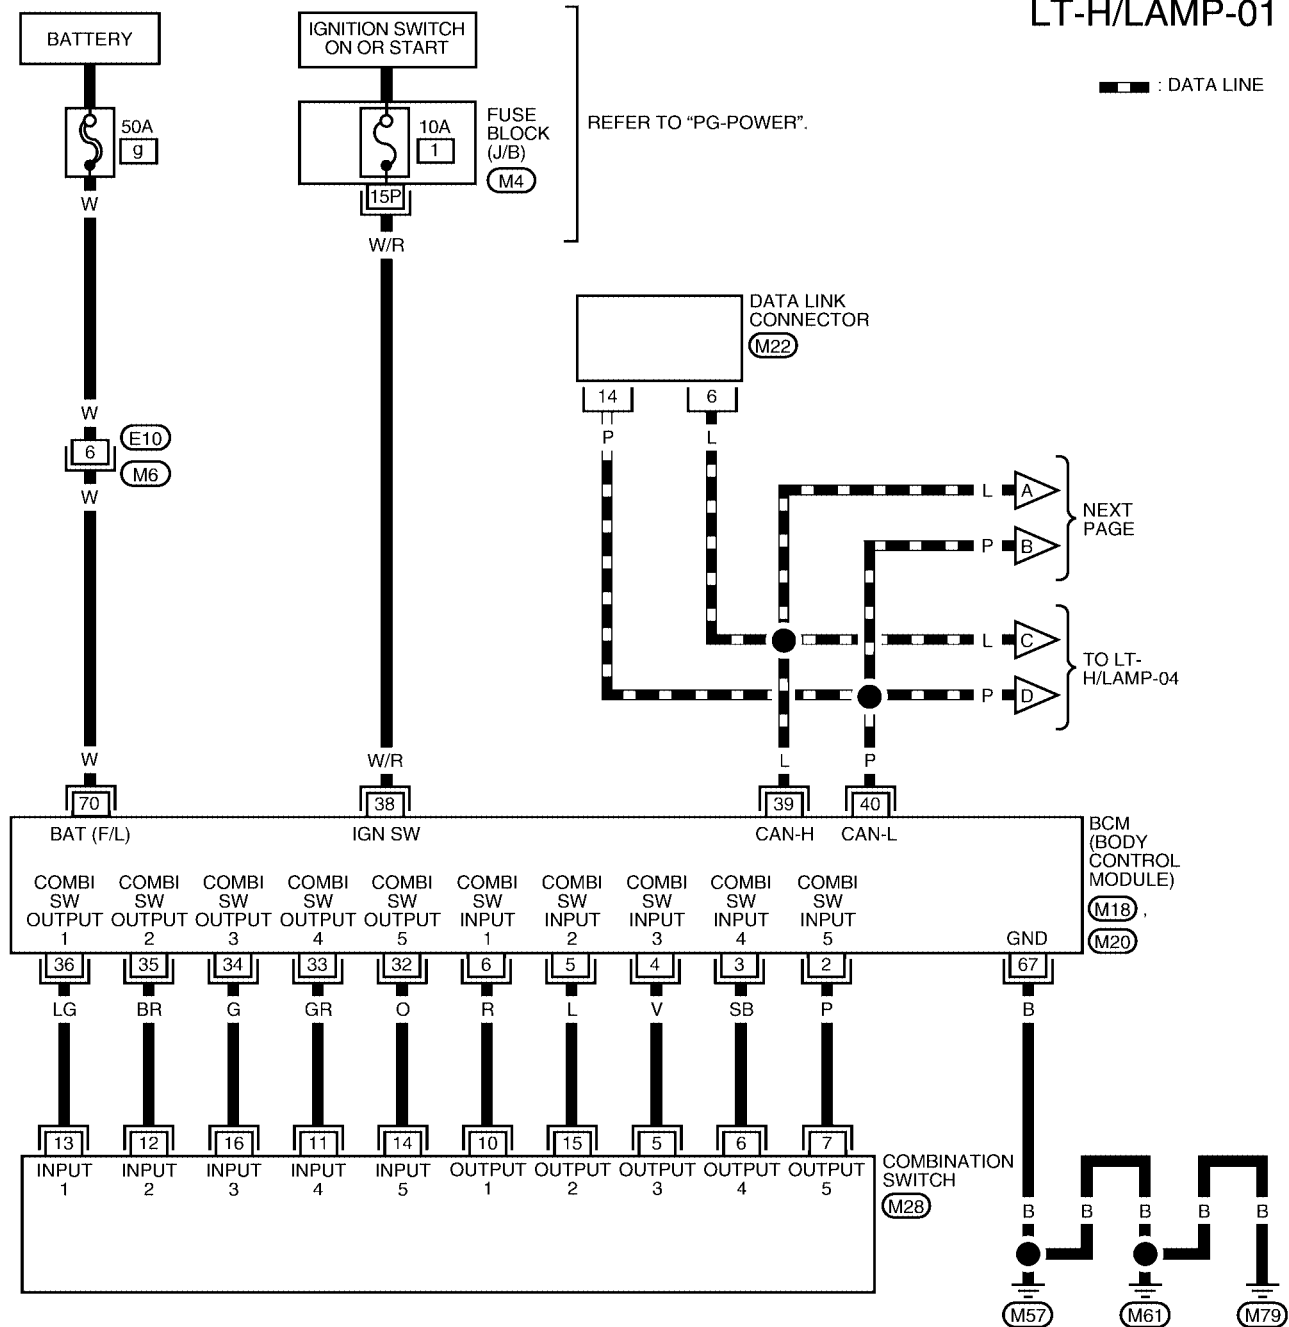 LT-H/LAMP-01
: DATA LINE
BATTERY
50A
g
W
W
6
E10
M6
W
W
IGNITION SWITCH
ON OR START
10A
1
FUSE
BLOCK
(J/B)
M4
15P
W/R
W/R
REFER TO “PG-POWER”.
DATA LINK
CONNECTOR
M22
14 6
P L
L A
P B
NEXT
PAGE
L C
P D
TO LT-
H/LAMP-04
L P
70 38 39 40
BAT (F/L) IGN SW CAN-H CAN-L
BCM
(BODY
CONTROL
MODULE)
M18 ,
M20
COMBI COMBI COMBI COMBI COMBI COMBI COMBI COMBI COMBI COMBI
SW SW SW SW SW SW SW SW SW SW
OUTPUT OUTPUT OUTPUT OUTPUT OUTPUT INPUT INPUT INPUT INPUT INPUT
1 2 3 4 5 1 2 3 4 5 GND
36 35 34 33 32 6 5 4 3 2 67
LG BR G GR O R L V SB P B
13 12 16 11 14 10 15 5 6 7
INPUT INPUT INPUT INPUT INPUT OUTPUT OUTPUT OUTPUT OUTPUT OUTPUT
1 2 3 4 5 1 2 3 4 5
COMBINATION
SWITCH
M28
B B B B B
M57 M61 M79